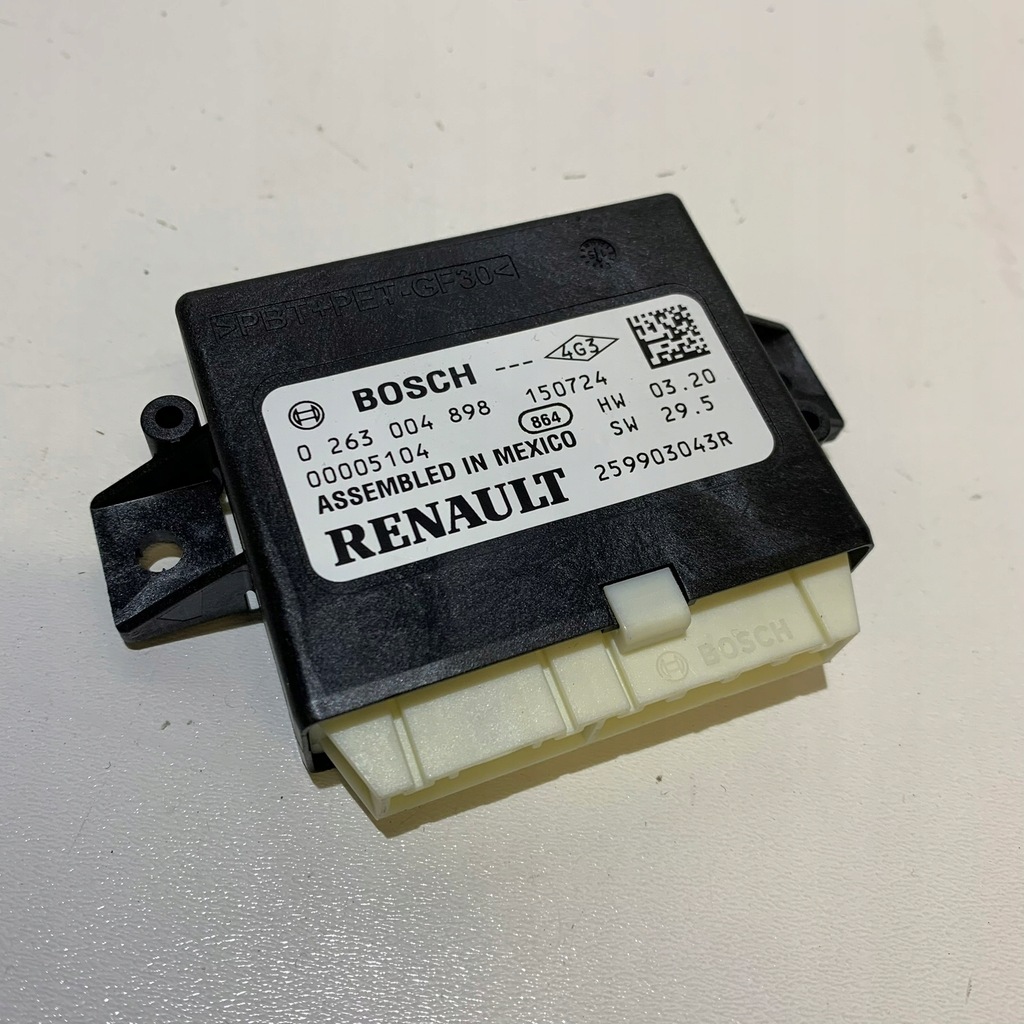 >PBT+PET-GF30<
BOSCH --- 4G3
0 263 004 898 150724
00005104 864 HW 03.20
ASSEMBLED IN MEXICO SW 29.5
RENAULT 259903043R
BOSCH